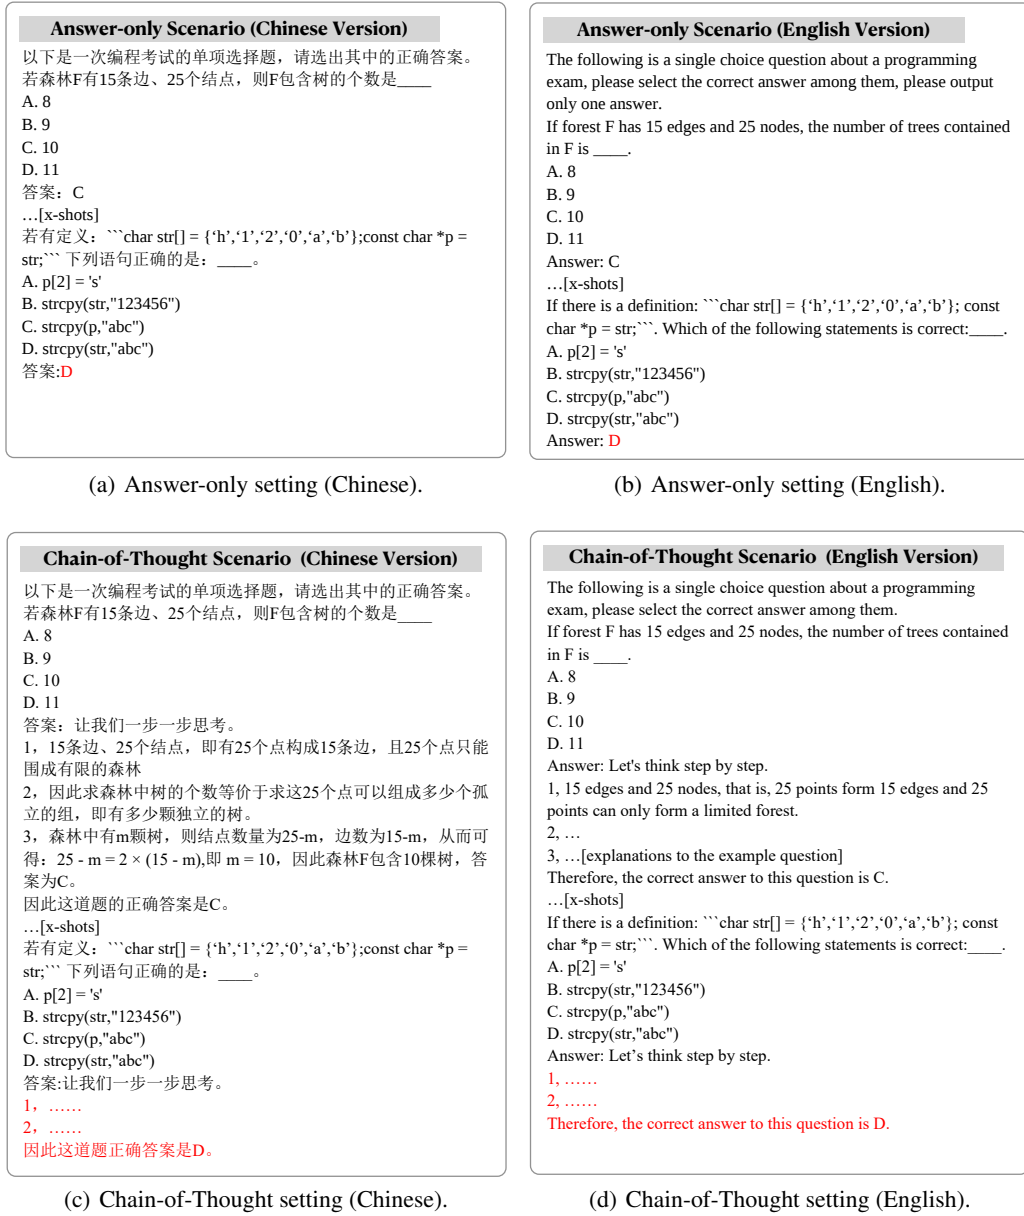 Answer-only Scenario (Chinese Version)
以下是一次编程考试的单项选择题，请选出其中的正确答案。
若森林F有15条边、25个结点，则F包含树的个数是____
A. 8
B. 9
C. 10
D. 11
答案：C
…[x-shots]
若有定义：```char str[] = {‘h’,‘1’,‘2’,‘0’,‘a’,‘b’};const char *p =
str;``` 下列语句正确的是：____。
A. p[2] = 's'
B. strcpy(str,"123456")
C. strcpy(p,"abc")
D. strcpy(str,"abc")
答案:D
(a) Answer-only setting (Chinese).
Answer-only Scenario (English Version)
The following is a single choice question about a programming
exam, please select the correct answer among them, please output
only one answer.
If forest F has 15 edges and 25 nodes, the number of trees contained
in F is ____.
A. 8
B. 9
C. 10
D. 11
Answer: C
…[x-shots]
If there is a definition: ```char str[] = {‘h’,‘1’,‘2’,‘0’,‘a’,‘b’}; const
char *p = str;```. Which of the following statements is correct:____.
A. p[2] = 's'
B. strcpy(str,"123456")
C. strcpy(p,"abc")
D. strcpy(str,"abc")
Answer: D
(b) Answer-only setting (English).
Chain-of-Thought Scenario (Chinese Version)
以下是一次编程考试的单项选择题，请选出其中的正确答案。
若森林F有15条边、25个结点，则F包含树的个数是____
A. 8
B. 9
C. 10
D. 11
答案：让我们一步一步思考。
1，15条边、25个结点，即有25个点构成15条边，且25个点只能
围成有限的森林
2，因此求森林中树的个数等价于求这25个点可以组成多少个孤
立的组，即有多少颗独立的树。
3，森林中有m颗树，则结点数量为25-m，边数为15-m，从而可
得：25 - m = 2 × (15 - m),即 m = 10，因此森林F包含10棵树，答
案为C。
因此这道题的正确答案是C。
…[x-shots]
若有定义：```char str[] = {‘h’,‘1’,‘2’,‘0’,‘a’,‘b’};const char *p =
str;``` 下列语句正确的是：____。
A. p[2] = 's'
B. strcpy(str,"123456")
C. strcpy(p,"abc")
D. strcpy(str,"abc")
答案:让我们一步一步思考。
1，……
2，……
因此这道题正确答案是D。
(c) Chain-of-Thought setting (Chinese).
Chain-of-Thought Scenario (English Version)
The following is a single choice question about a programming
exam, please select the correct answer among them.
If forest F has 15 edges and 25 nodes, the number of trees contained
in F is ____.
A. 8
B. 9
C. 10
D. 11
Answer: Let's think step by step.
1, 15 edges and 25 nodes, that is, 25 points form 15 edges and 25
points can only form a limited forest.
2, …
3, …[explanations to the example question]
Therefore, the correct answer to this question is C.
…[x-shots]
If there is a definition: ```char str[] = {‘h’,‘1’,‘2’,‘0’,‘a’,‘b’}; const
char *p = str;```. Which of the following statements is correct:____.
A. p[2] = 's'
B. strcpy(str,"123456")
C. strcpy(p,"abc")
D. strcpy(str,"abc")
Answer: Let’s think step by step.
1, ……
2, ……
Therefore, the correct answer to this question is D.
(d) Chain-of-Thought setting (English).